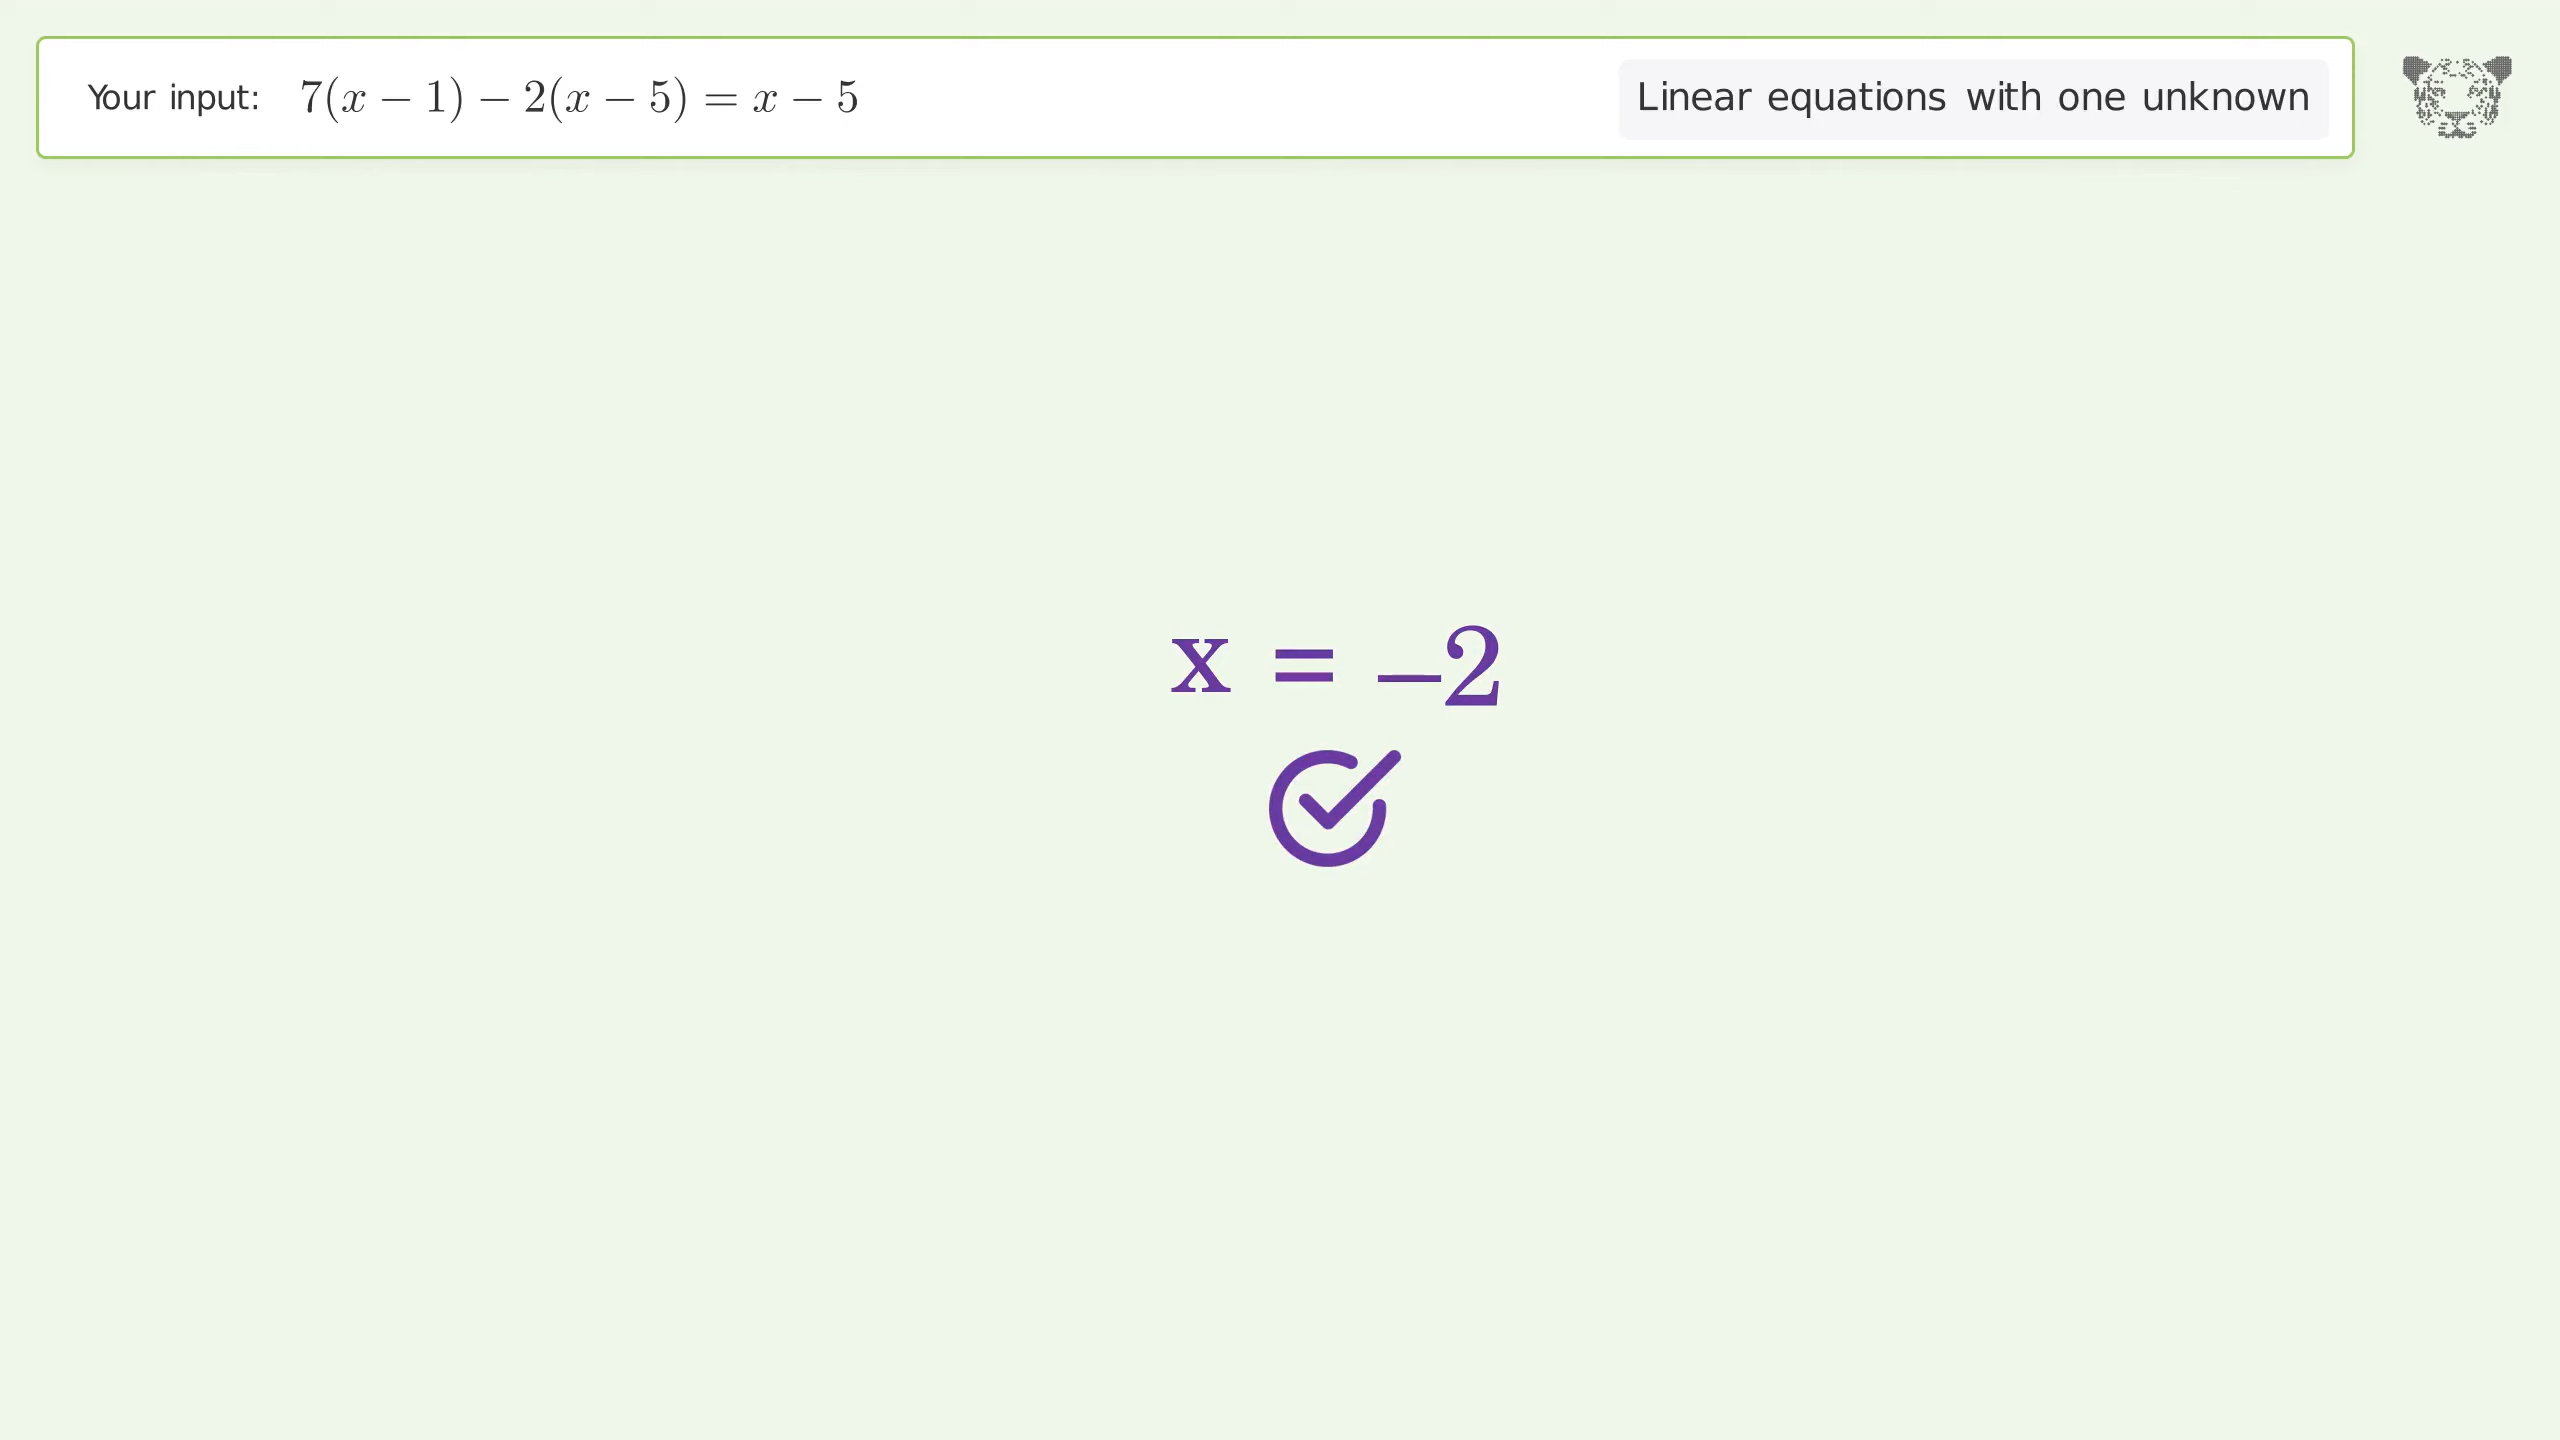 Your input: 7(x − 1) − 2(x − 5) = x − 5
Linear equations with one unknown
x = −2